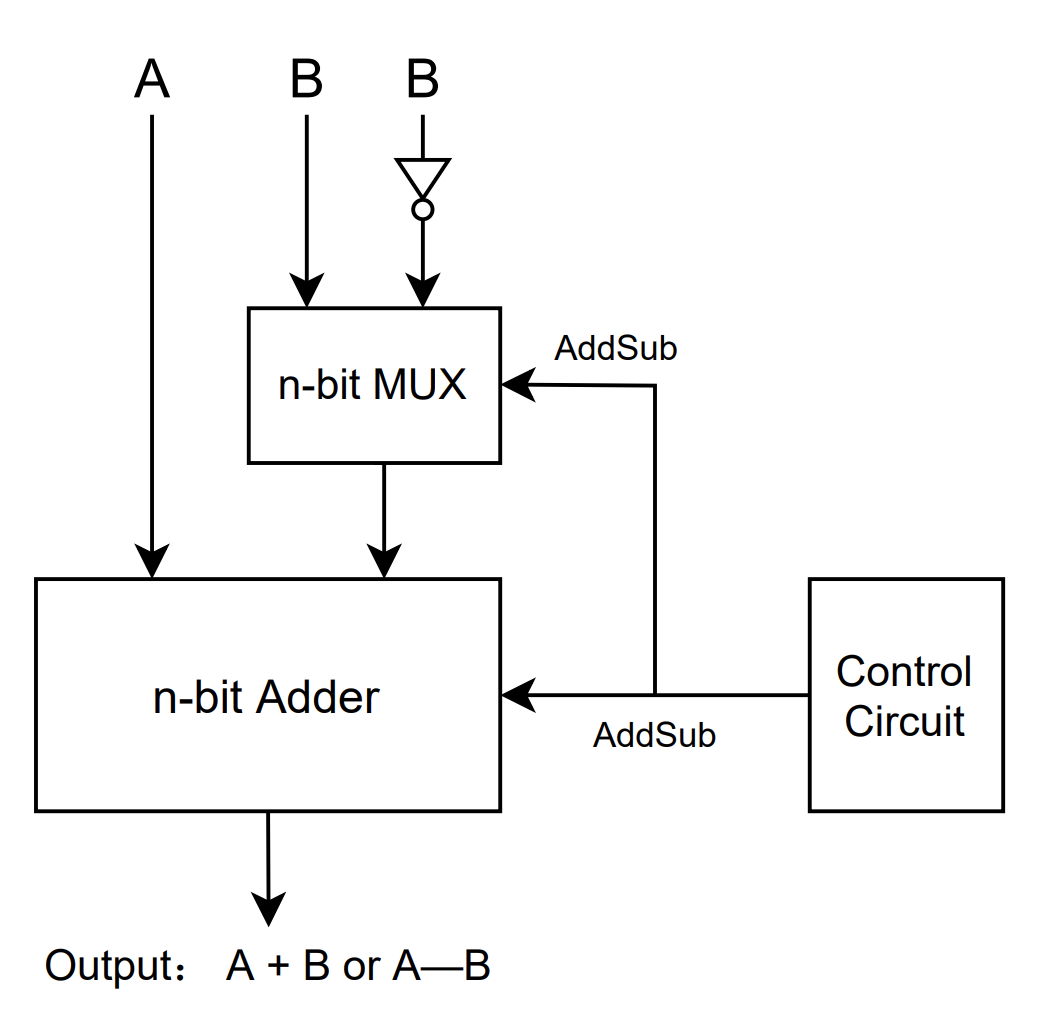 A B B
n-bit MUX
AddSub
n-bit Adder
Control
Circuit
AddSub
Output： A + B or A—B